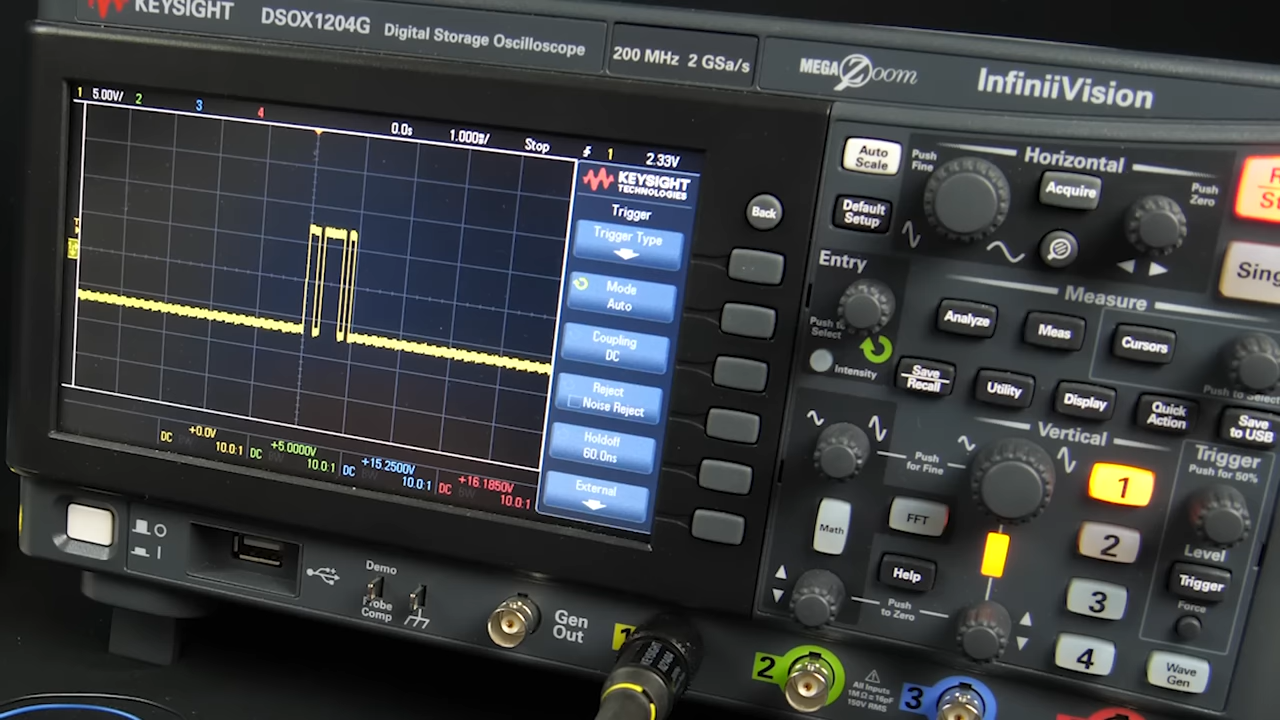 KEYSIGHT
DSOX1204G Digital Storage Oscilloscope
200 MHz 2 GSa/s
MEGA Zoom
InfiniiVision
1 5.00V/ 2 3 4 0.0s 1.000 Stop 1 2.33V
KEYSIGHT
TECHNOLOGIES
Trigger
Trigger Type
Mode
Auto
Coupling
DC
Reject
Noise Reject
Holdoff
60.0ns
External
DC +0.0V 10.0:1
DC +5.0000V 10.0:1
DC +15.2500V 10.0:1
DC +16.1850V 10.0:1
Back
Auto
Scale
Push
Fine
Horizontal
Acquire
Push
Zero
Default
Setup
Entry
Push to
Select
Intensity
Measure
Analyze
Meas
Cursors
Push to Select
Save
Recall
Utility
Display
Quick
Action
Save
to USB
Sing
Vertical
Push
for Fine
1
2
3
4
Math
FFT
Help
Push
to Zero
Trigger
Push for 50%
Level
Trigger
Force
Wave
Gen
Demo
Probe
Comp
Gen
Out
1
KEYSIGHT
2
All Inputs
1MΩ≅16pF
150V RMS
3